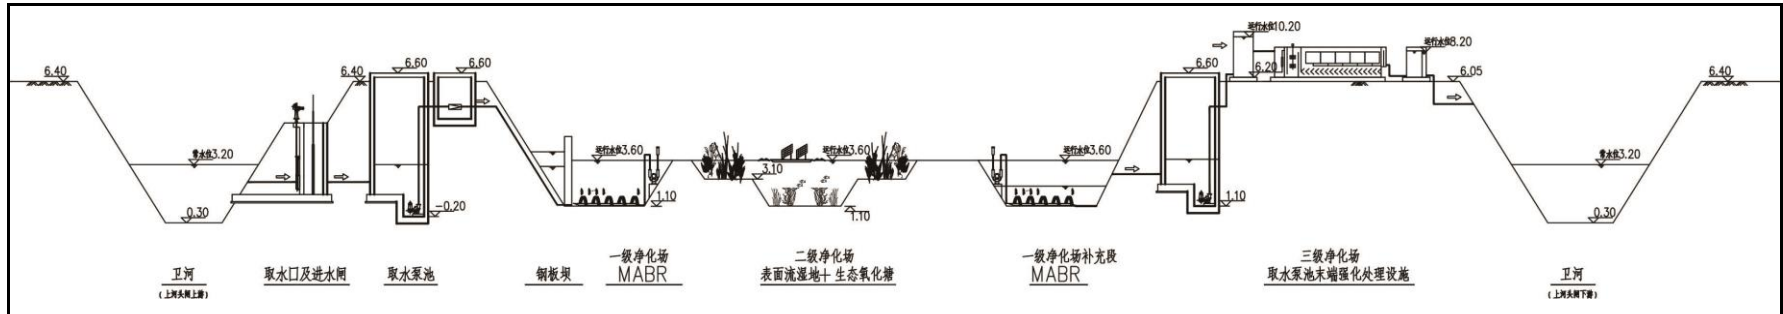 6.40
常水位3.20
0.30
6.40
6.60
-0.20
6.60
运行水位3.60
1.10
3.10
运行水位3.60
1.10
运行水位3.60
6.60
1.10
运行水位10.20
6.20
运行水位8.20
6.05
常水位3.20
0.30
6.40
卫河
(上河头闸上游)
取水口及进水闸
取水泵池
钢板坝
一级净化场
MABR
二级净化场
表面流湿地+生态氧化塘
一级净化场补充段
MABR
三级净化场
取水泵池末端强化处理设施
卫河
(上河头闸下游)